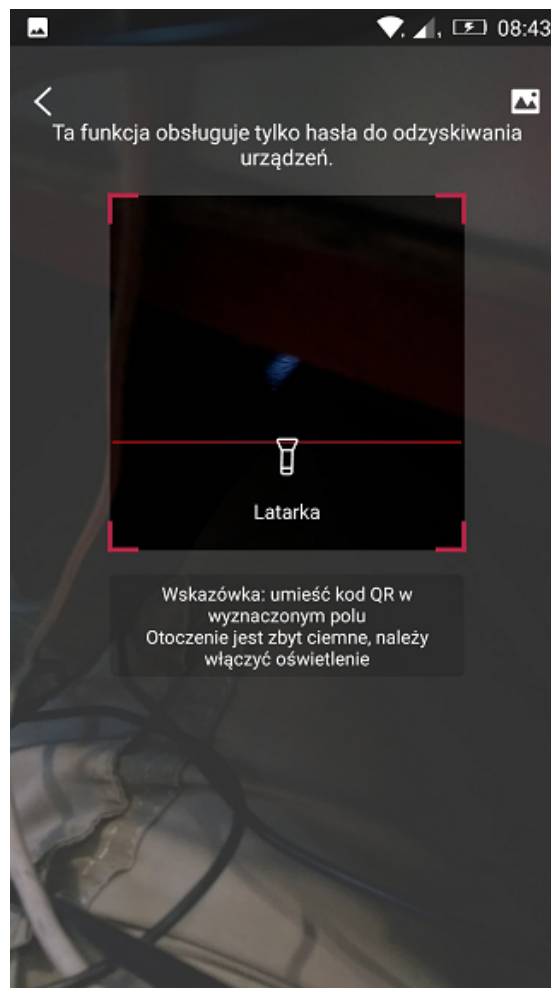 08:43
Ta funkcja obsługuje tylko hasła do odzyskiwania
urządzeń.
Latarka
Wskazówka: umieść kod QR w
wyznaczonym polu
Otoczenie jest zbyt ciemne, należy
włączyć oświetlenie